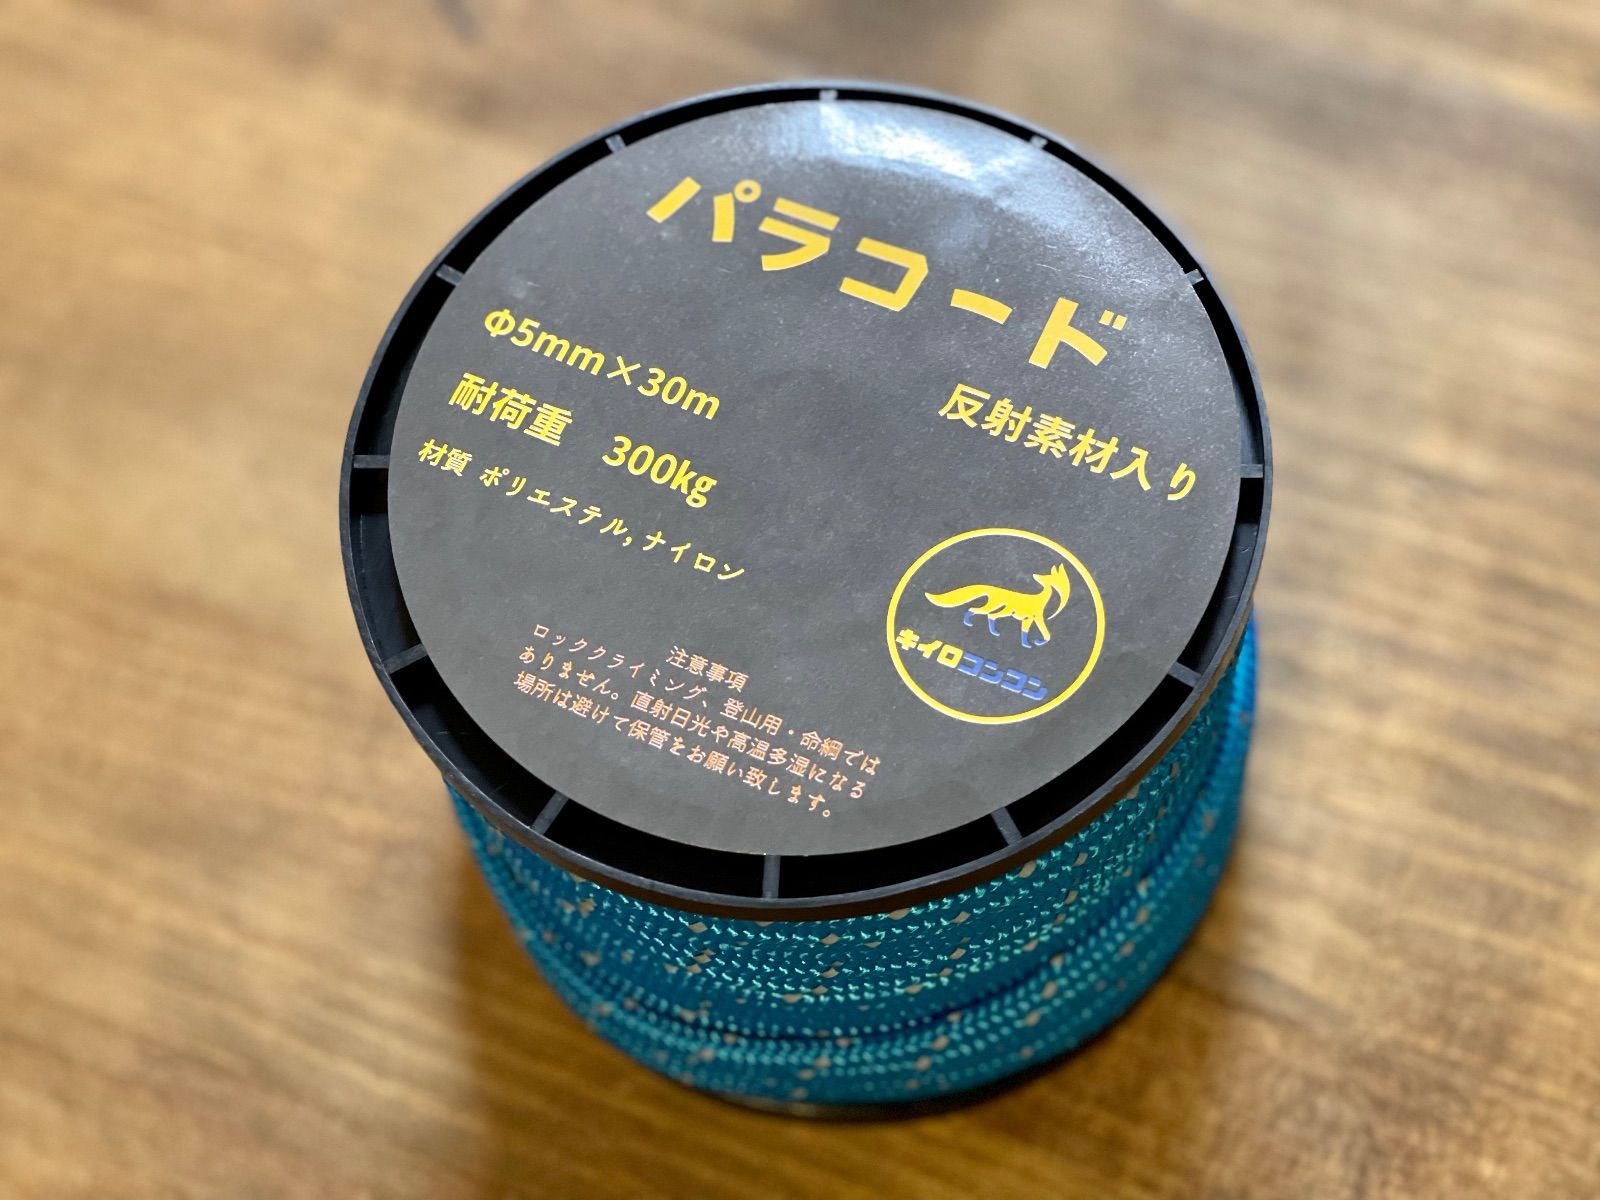 パラコード
反射素材入り
Φ5mm×30m
耐荷重 300kg
材質 ポリエステル,ナイロン
キイロコンコン
注意事項
ロッククライミング、登山用・命綱では
ありません。直射日光や高温多湿になる
場所は避けて保管をお願い致します。